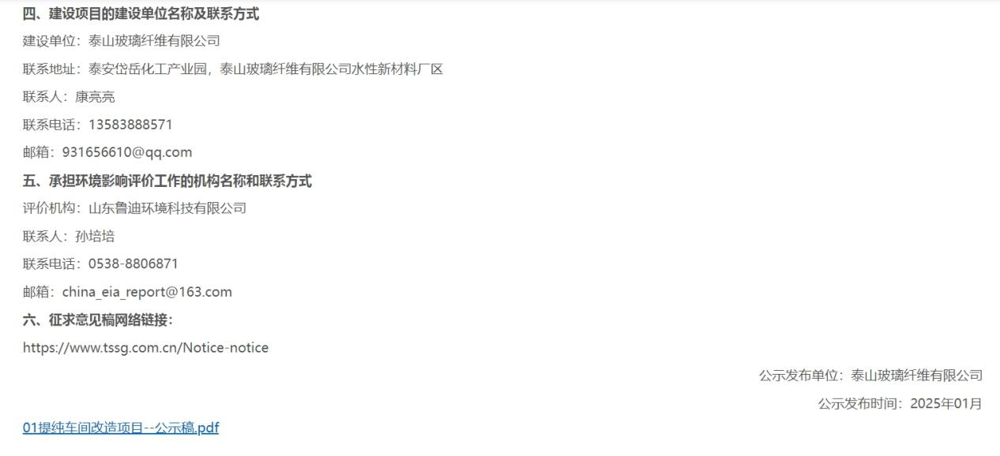 四、建设项目的建设单位名称及联系方式
建设单位：泰山玻璃纤维有限公司
联系地址：泰安岱岳化工产业园，泰山玻璃纤维有限公司水性新材料厂区
联系人：康亮亮
联系电话：13583888571
邮箱：931656610@qq.com
五、承担环境影响评价工作的机构名称和联系方式
评价机构：山东鲁迪环境科技有限公司
联系人：孙培培
联系电话：0538-8806871
邮箱：china_eia_report@163.com
六、征求意见稿网络链接：
https://www.tssg.com.cn/Notice-notice
公示发布单位：泰山玻璃纤维有限公司
公示发布时间：2025年01月
01提纯车间改造项目--公示稿.pdf